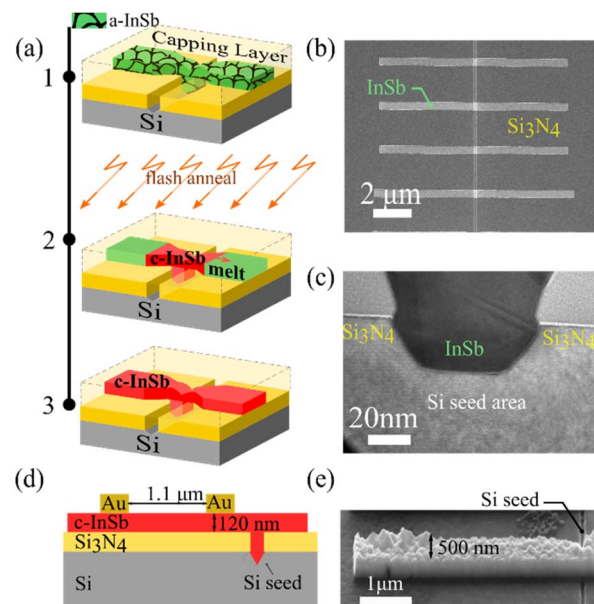 (a)
a-InSb
Capping Layer
1
Si
flash anneal
2
c-InSb
melt
Si
c-InSb
3
Si
(b)
InSb
Si3N4
2 μm
(c)
Si3N4
Si3N4
InSb
Si seed area
20nm
(d)
Au
1.1 μm
Au
c-InSb
120 nm
Si3N4
Si
Si seed
(e)
Si seed
500 nm
1μm